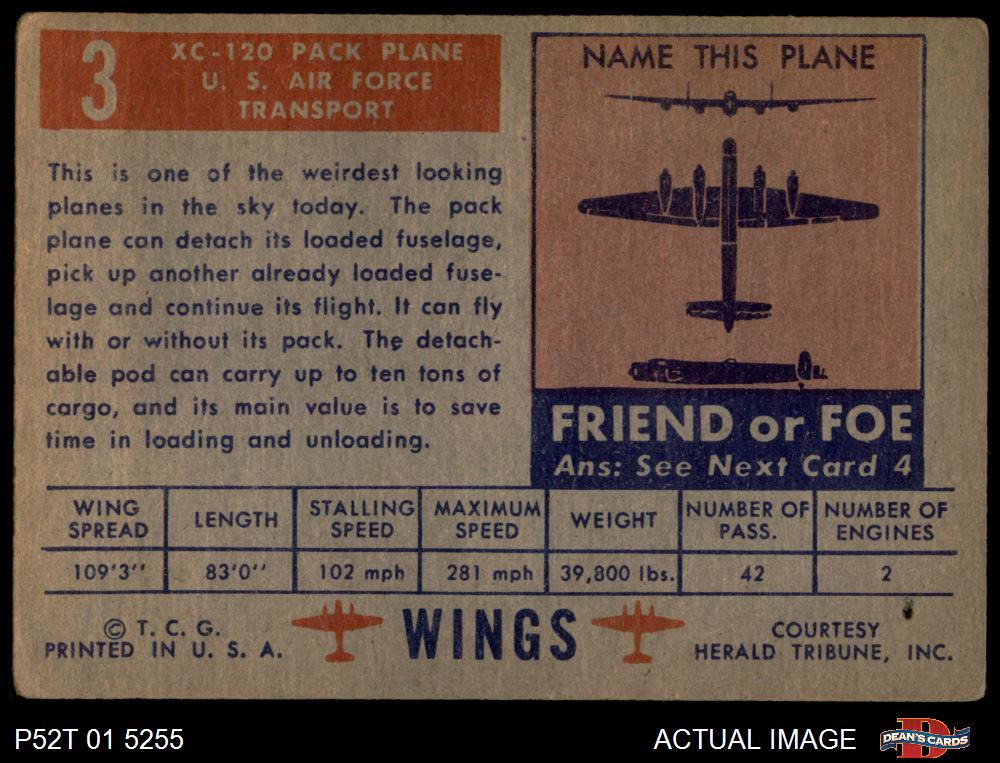 3
XC-120 PACK PLANE
U. S. AIR FORCE
TRANSPORT
This is one of the weirdest looking
planes in the sky today. The pack
plane can detach its loaded fuselage,
pick up another already loaded fuse-
lage and continue its flight. It can fly
with or without its pack. The detach-
able pod can carry up to ten tons of
cargo, and its main value is to save
time in loading and unloading.
NAME THIS PLANE
FRIEND or FOE
Ans: See Next Card 4
WING SPREAD
LENGTH
STALLING SPEED
MAXIMUM SPEED
WEIGHT
NUMBER OF PASS.
NUMBER OF ENGINES
109'3''
83'0''
102 mph
281 mph
39,800 lbs.
42
2
© T. C. G.
PRINTED IN U. S. A.
WINGS
COURTESY
HERALD TRIBUNE, INC.
P52T 01 5255
ACTUAL IMAGE
D
DEAN'S CARDS